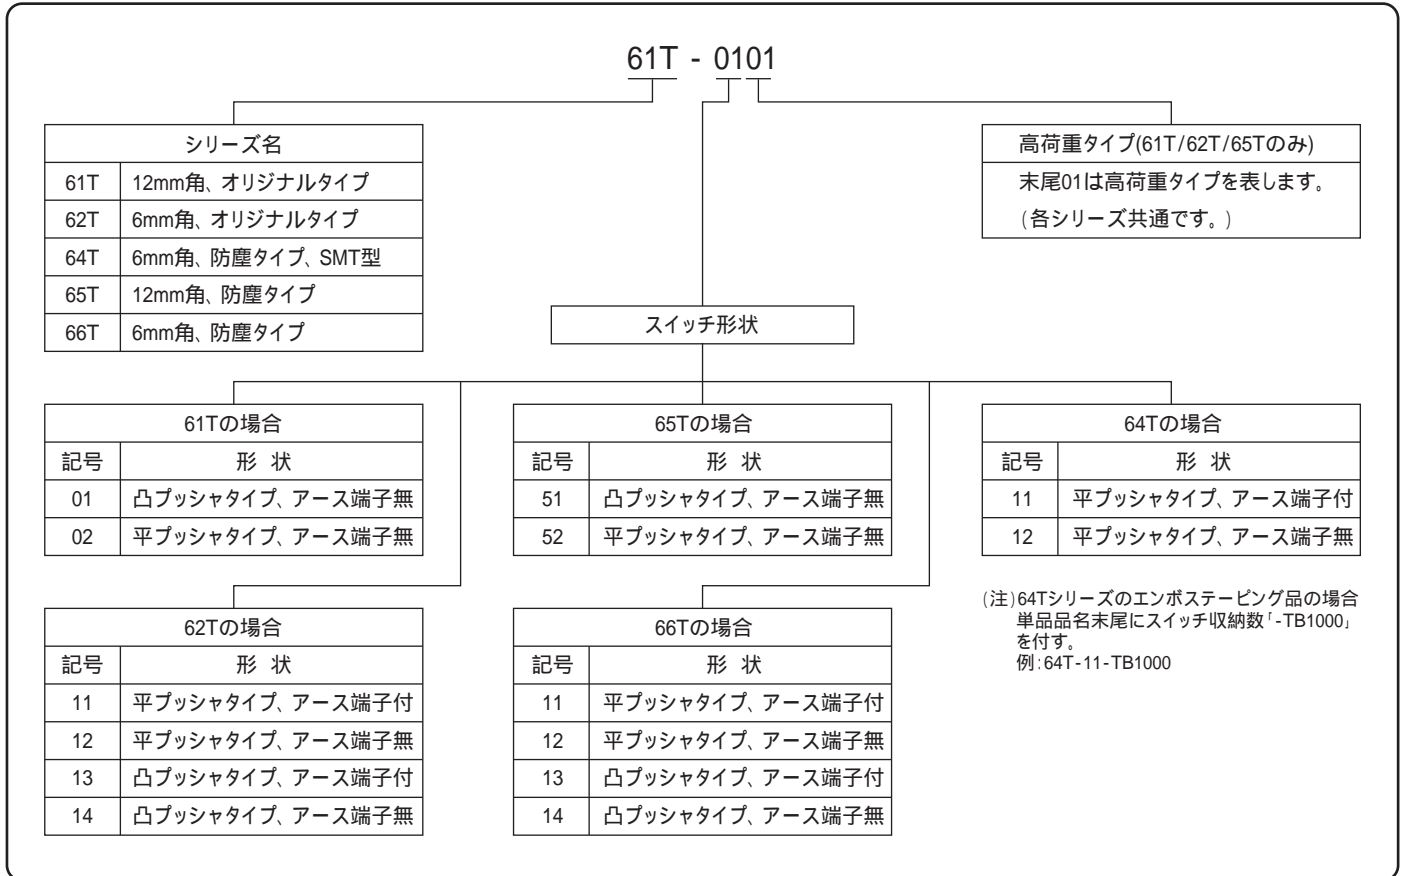 61T - 0101
シリーズ名
61T 12mm角、オリジナルタイプ
62T 6mm角、オリジナルタイプ
64T 6mm角、防塵タイプ、SMT型
65T 12mm角、防塵タイプ
66T 6mm角、防塵タイプ
高荷重タイプ(61T/62T/65Tのみ)
末尾01は高荷重タイプを表します。
(各シリーズ共通です。)
スイッチ形状
61Tの場合
記号 形 状
01 凸プッシャタイプ、アース端子無
02 平プッシャタイプ、アース端子無
65Tの場合
記号 形 状
51 凸プッシャタイプ、アース端子無
52 平プッシャタイプ、アース端子無
64Tの場合
記号 形 状
11 平プッシャタイプ、アース端子付
12 平プッシャタイプ、アース端子無
62Tの場合
記号 形 状
11 平プッシャタイプ、アース端子付
12 平プッシャタイプ、アース端子無
13 凸プッシャタイプ、アース端子付
14 凸プッシャタイプ、アース端子無
66Tの場合
記号 形 状
11 平プッシャタイプ、アース端子付
12 平プッシャタイプ、アース端子無
13 凸プッシャタイプ、アース端子付
14 凸プッシャタイプ、アース端子無
(注)64Tシリーズのエンボステーピング品の場合
単品品名末尾にスイッチ収納数「-TB1000」
を付す。
例:64T-11-TB1000